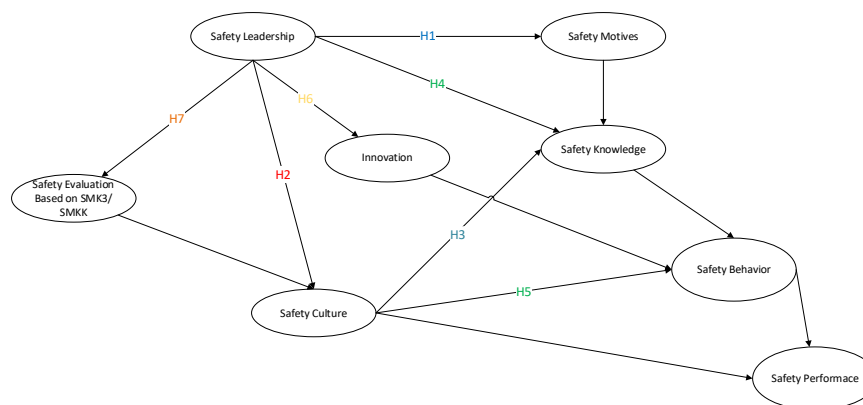 Safety Leadership
H1
Safety Motives
H4
H6
H7
Innovation
Safety Knowledge
H2
Safety Evaluation
Based on SMK3/
SMKK
H3
Safety Behavior
H5
Safety Culture
Safety Performace